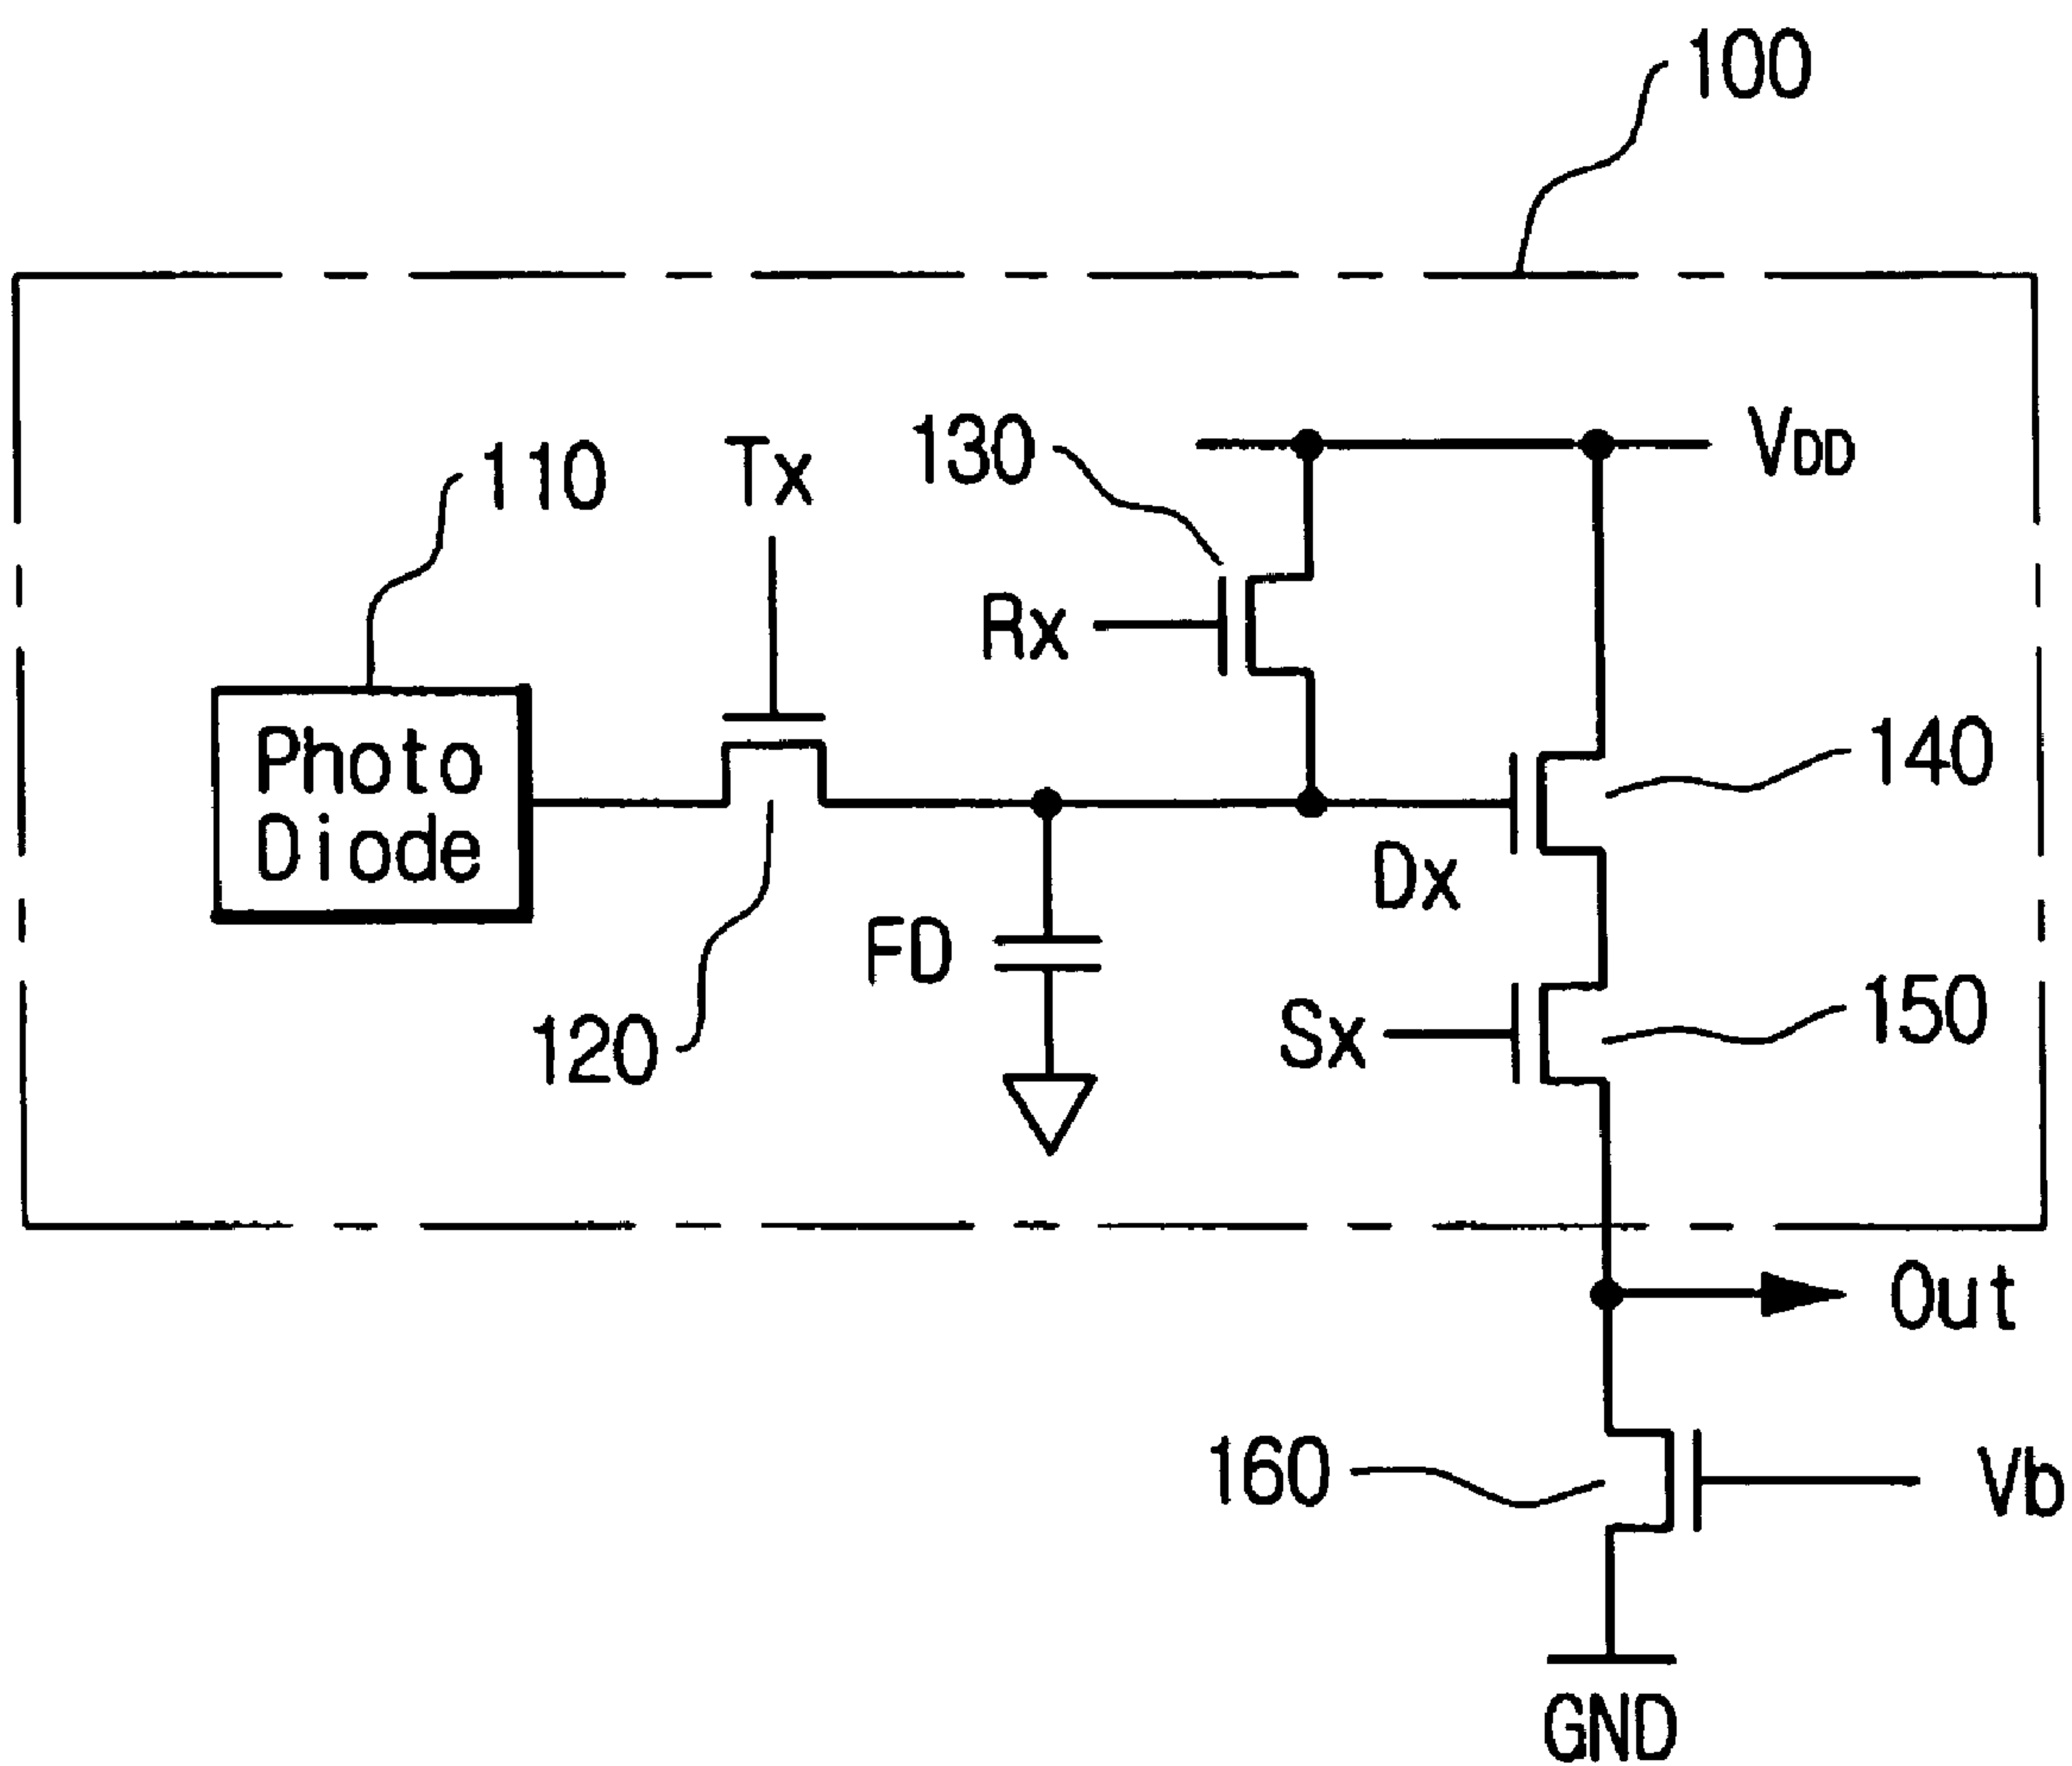 100
130
VDD
110
Tx
Rx
Photo
Diode
140
Dx
FD
150
Sx
120
Out
160
Vb
GND